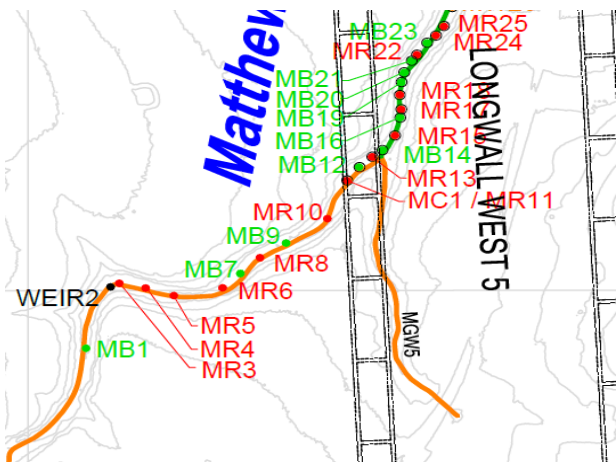 MB23
MR25
MR22
MR24
MB21
MB20
MB19
MB16
MB12
MB14
MR13
MC1 / MR11
MR10
MB9
MR8
MB7
MR6
WEIR2
MR5
MR4
MR3
MB1
Matthew
LONGWALL WEST 5
MGW5